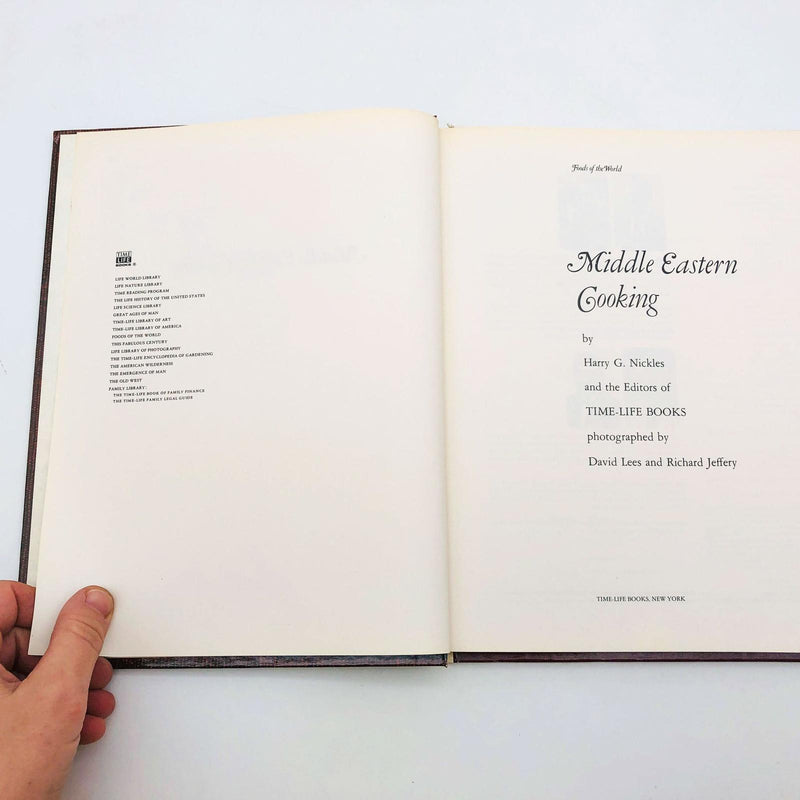 TIME
LIFE
BOOKS ®
LIFE WORLD LIBRARY
LIFE NATURE LIBRARY
TIME READING PROGRAM
THE LIFE HISTORY OF THE UNITED STATES
LIFE SCIENCE LIBRARY
GREAT AGES OF MAN
TIME-LIFE LIBRARY OF ART
TIME-LIFE LIBRARY OF AMERICA
FOODS OF THE WORLD
THIS FABULOUS CENTURY
LIFE LIBRARY OF PHOTOGRAPHY
THE TIME-LIFE ENCYCLOPEDIA OF GARDENING
THE AMERICAN WILDERNESS
THE EMERGENCE OF MAN
THE OLD WEST
FAMILY LIBRARY:
THE TIME-LIFE BOOK OF FAMILY FINANCE
THE TIME-LIFE FAMILY LEGAL GUIDE
Foods of the World
Middle Eastern
Cooking
by
Harry G. Nickles
and the Editors of
TIME-LIFE BOOKS
photographed by
David Lees and Richard Jeffery
TIME-LIFE BOOKS, NEW YORK